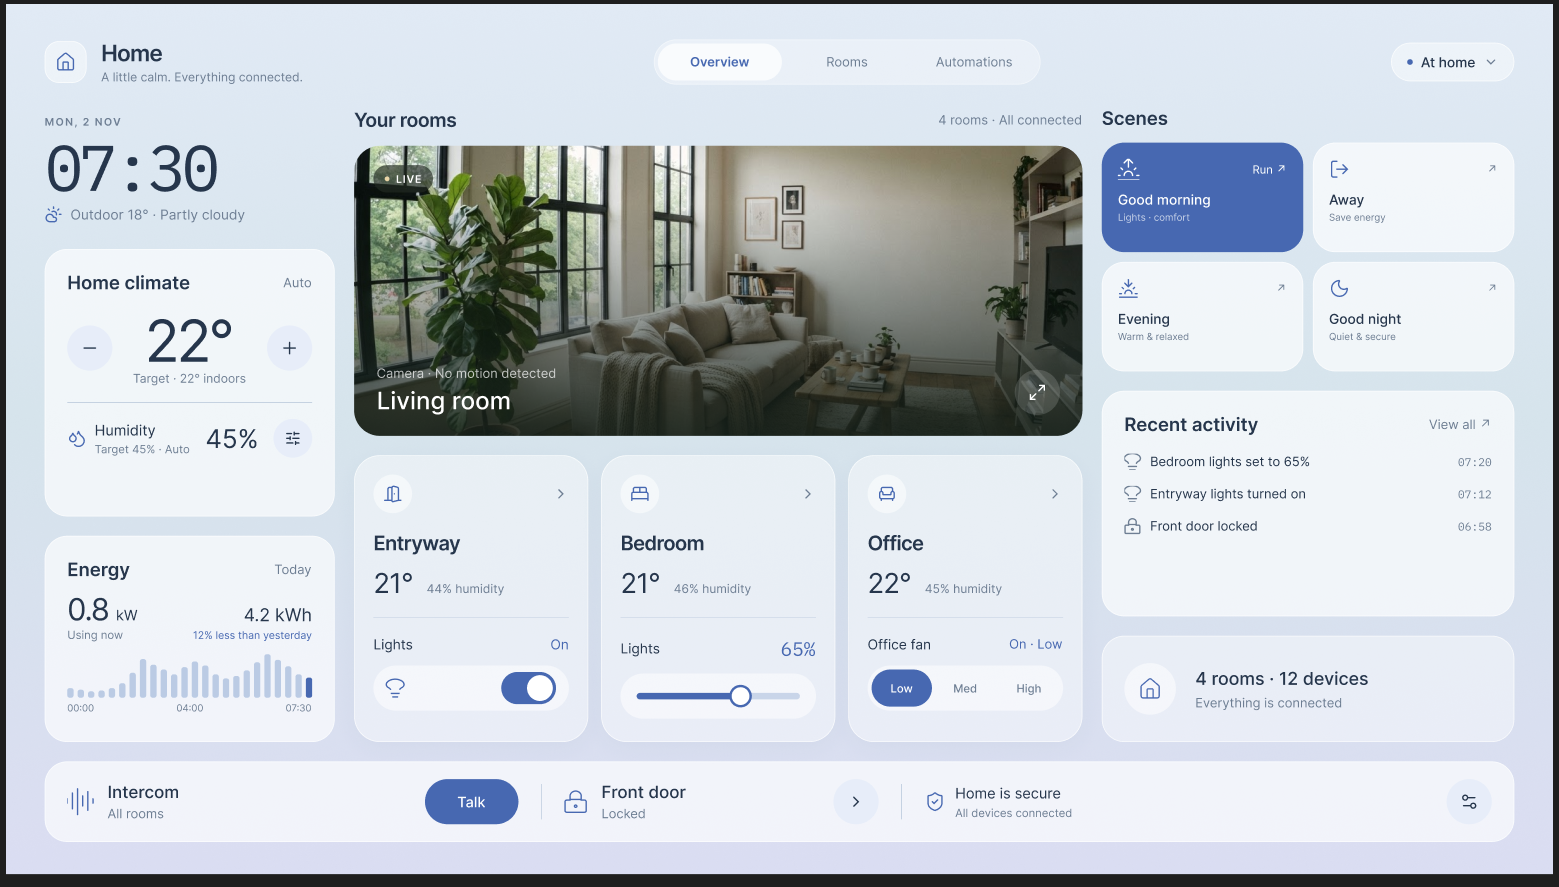 Home
A little calm. Everything connected.
Overview
Rooms
Automations
At home
MON, 2 NOV
07:30
Outdoor 18° · Partly cloudy
Home climate
Auto
22°
Target · 22° indoors
Humidity
Target 45% · Auto
45%
Energy
Today
0.8 kW
4.2 kWh
Using now
12% less than yesterday
00:00
04:00
07:30
Your rooms
4 rooms · All connected
LIVE
Camera · No motion detected
Living room
Entryway
21° 44% humidity
Lights
On
Bedroom
21° 46% humidity
Lights
65%
Office
22° 45% humidity
Office fan
On · Low
Low
Med
High
Scenes
Run
Good morning
Lights · comfort
Away
Save energy
Evening
Warm & relaxed
Good night
Quiet & secure
Recent activity
View all
Bedroom lights set to 65%
07:20
Entryway lights turned on
07:12
Front door locked
06:58
4 rooms · 12 devices
Everything is connected
Intercom
All rooms
Talk
Front door
Locked
Home is secure
All devices connected